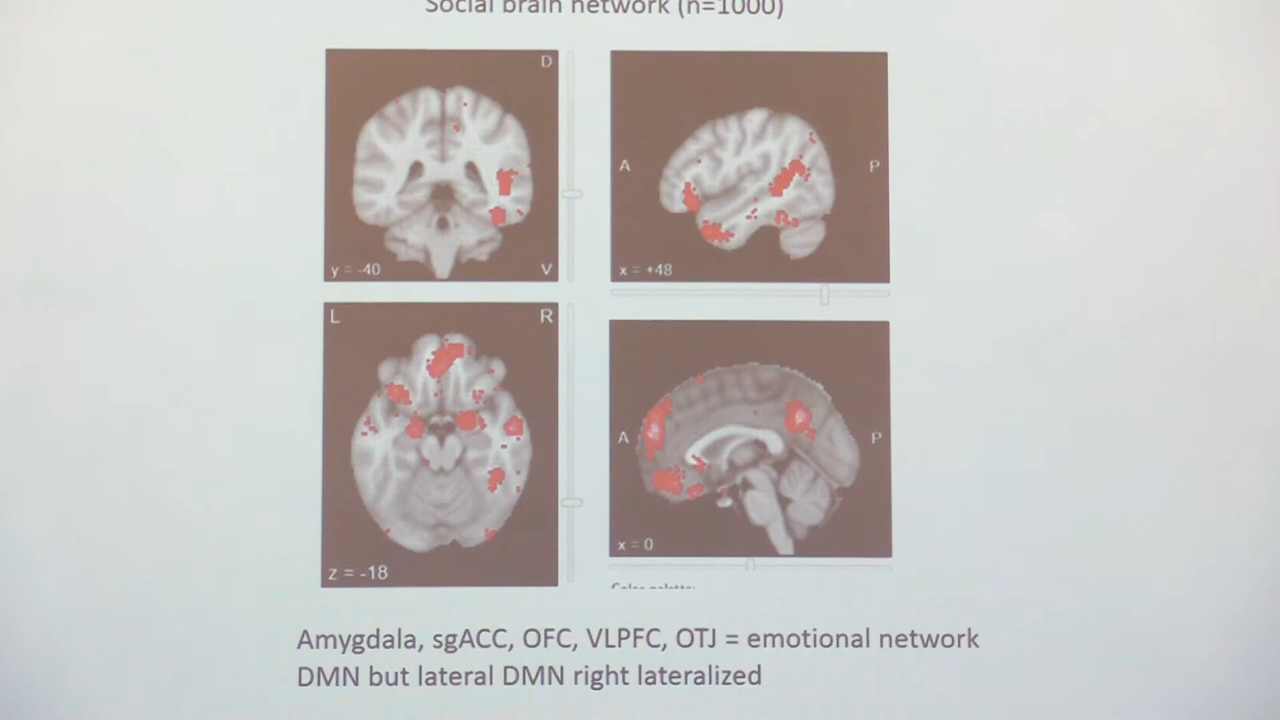 Social brain network (n=1000)
D
y = -40
V
A
P
x = +48
L
R
z = -18
A
P
x = 0
Amygdala, sgACC, OFC, VLPFC, OTJ = emotional network
DMN but lateral DMN right lateralized